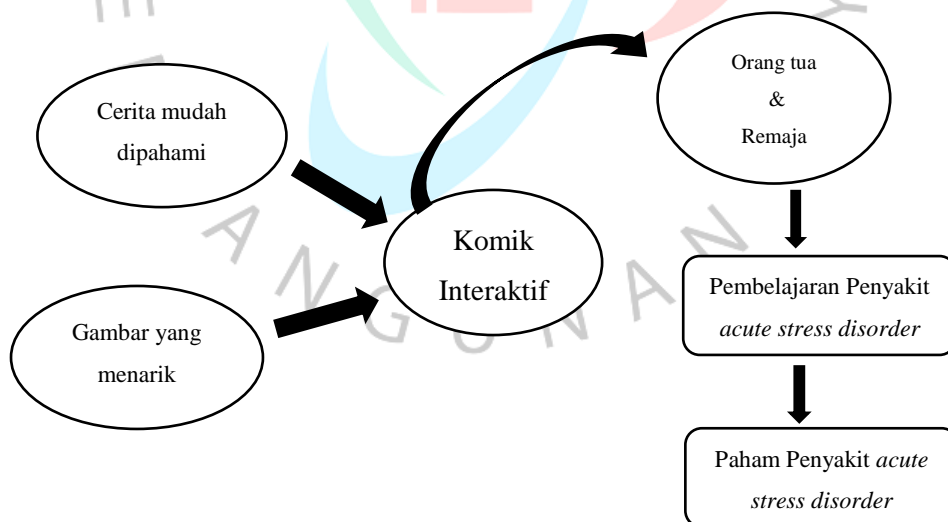 Orang tua
&
Remaja
Cerita mudah
dipahami
Komik
Interaktif
Pembelajaran Penyakit
acute stress disorder
Gambar yang
menarik
Paham Penyakit acute
stress disorder
ANGUNAN